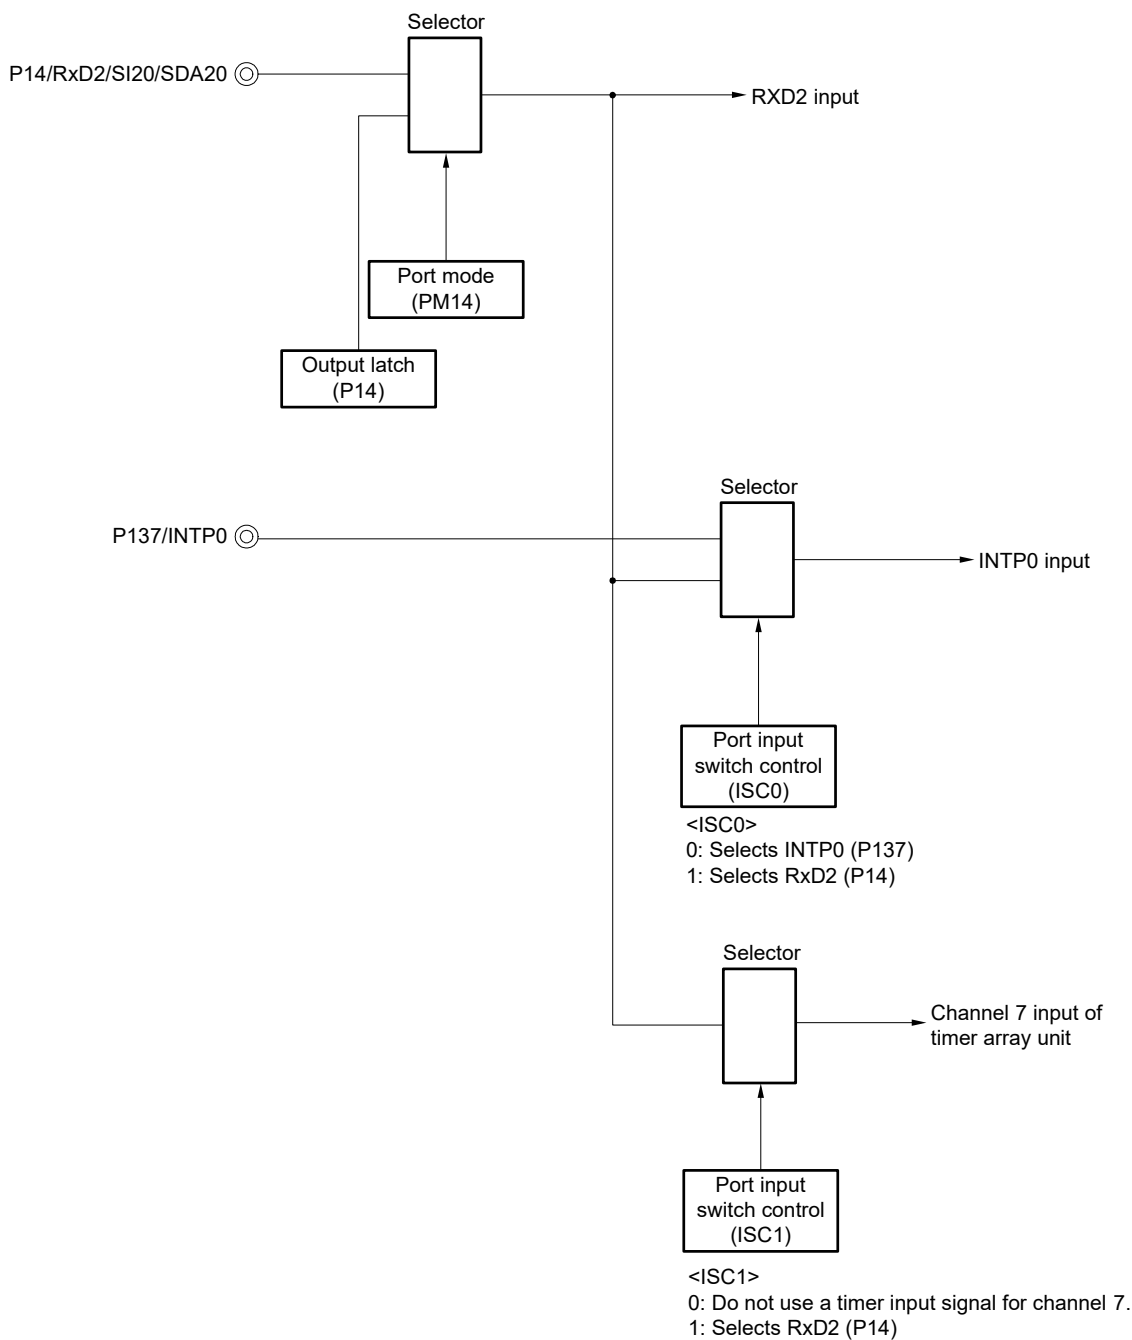 Selector
P14/RxD2/SI20/SDA20
RXD2 input
Port mode
(PM14)
Output latch
(P14)
Selector
P137/INTP0
INTP0 input
Port input
switch control
(ISC0)
<ISC0>
0: Selects INTP0 (P137)
1: Selects RxD2 (P14)
Selector
Channel 7 input of
timer array unit
Port input
switch control
(ISC1)
<ISC1>
0: Do not use a timer input signal for channel 7.
1: Selects RxD2 (P14)